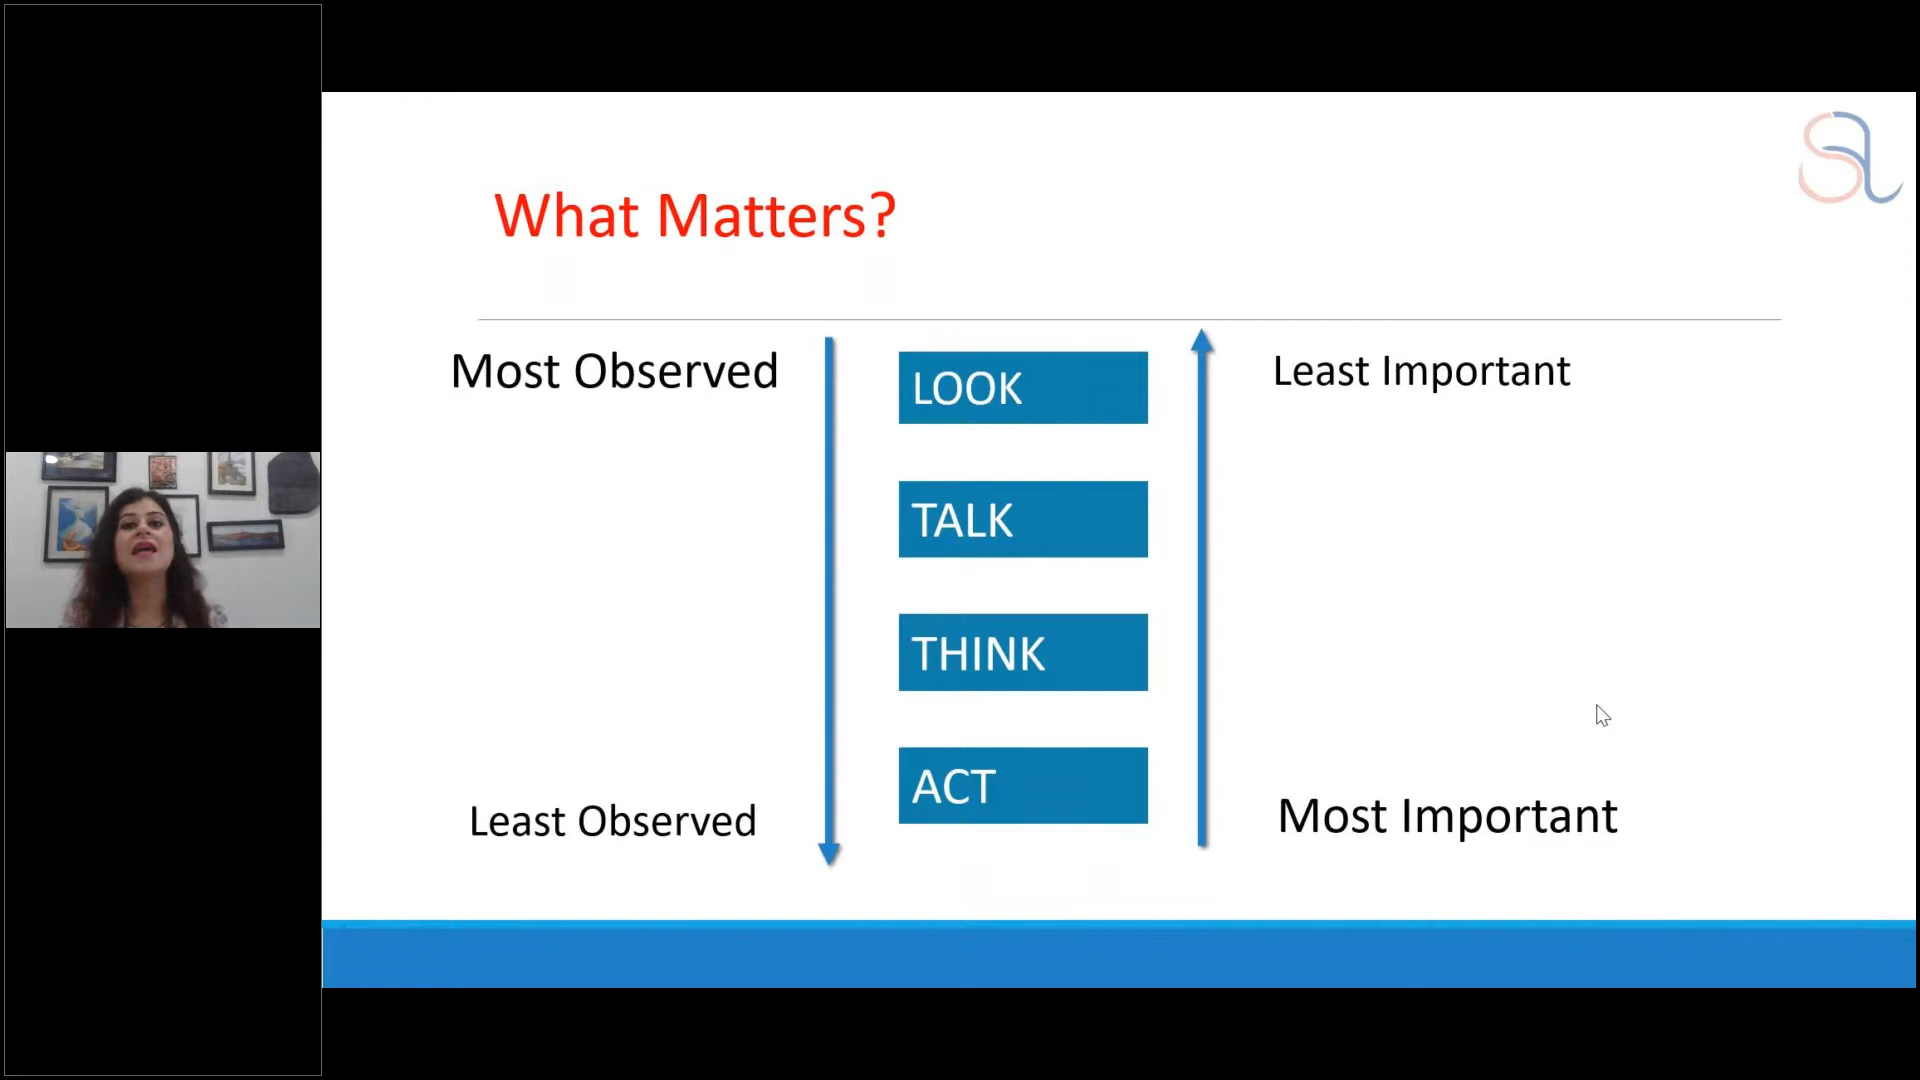 What Matters?
Most Observed
LOOK
Least Important
TALK
THINK
ACT
Least Observed
Most Important